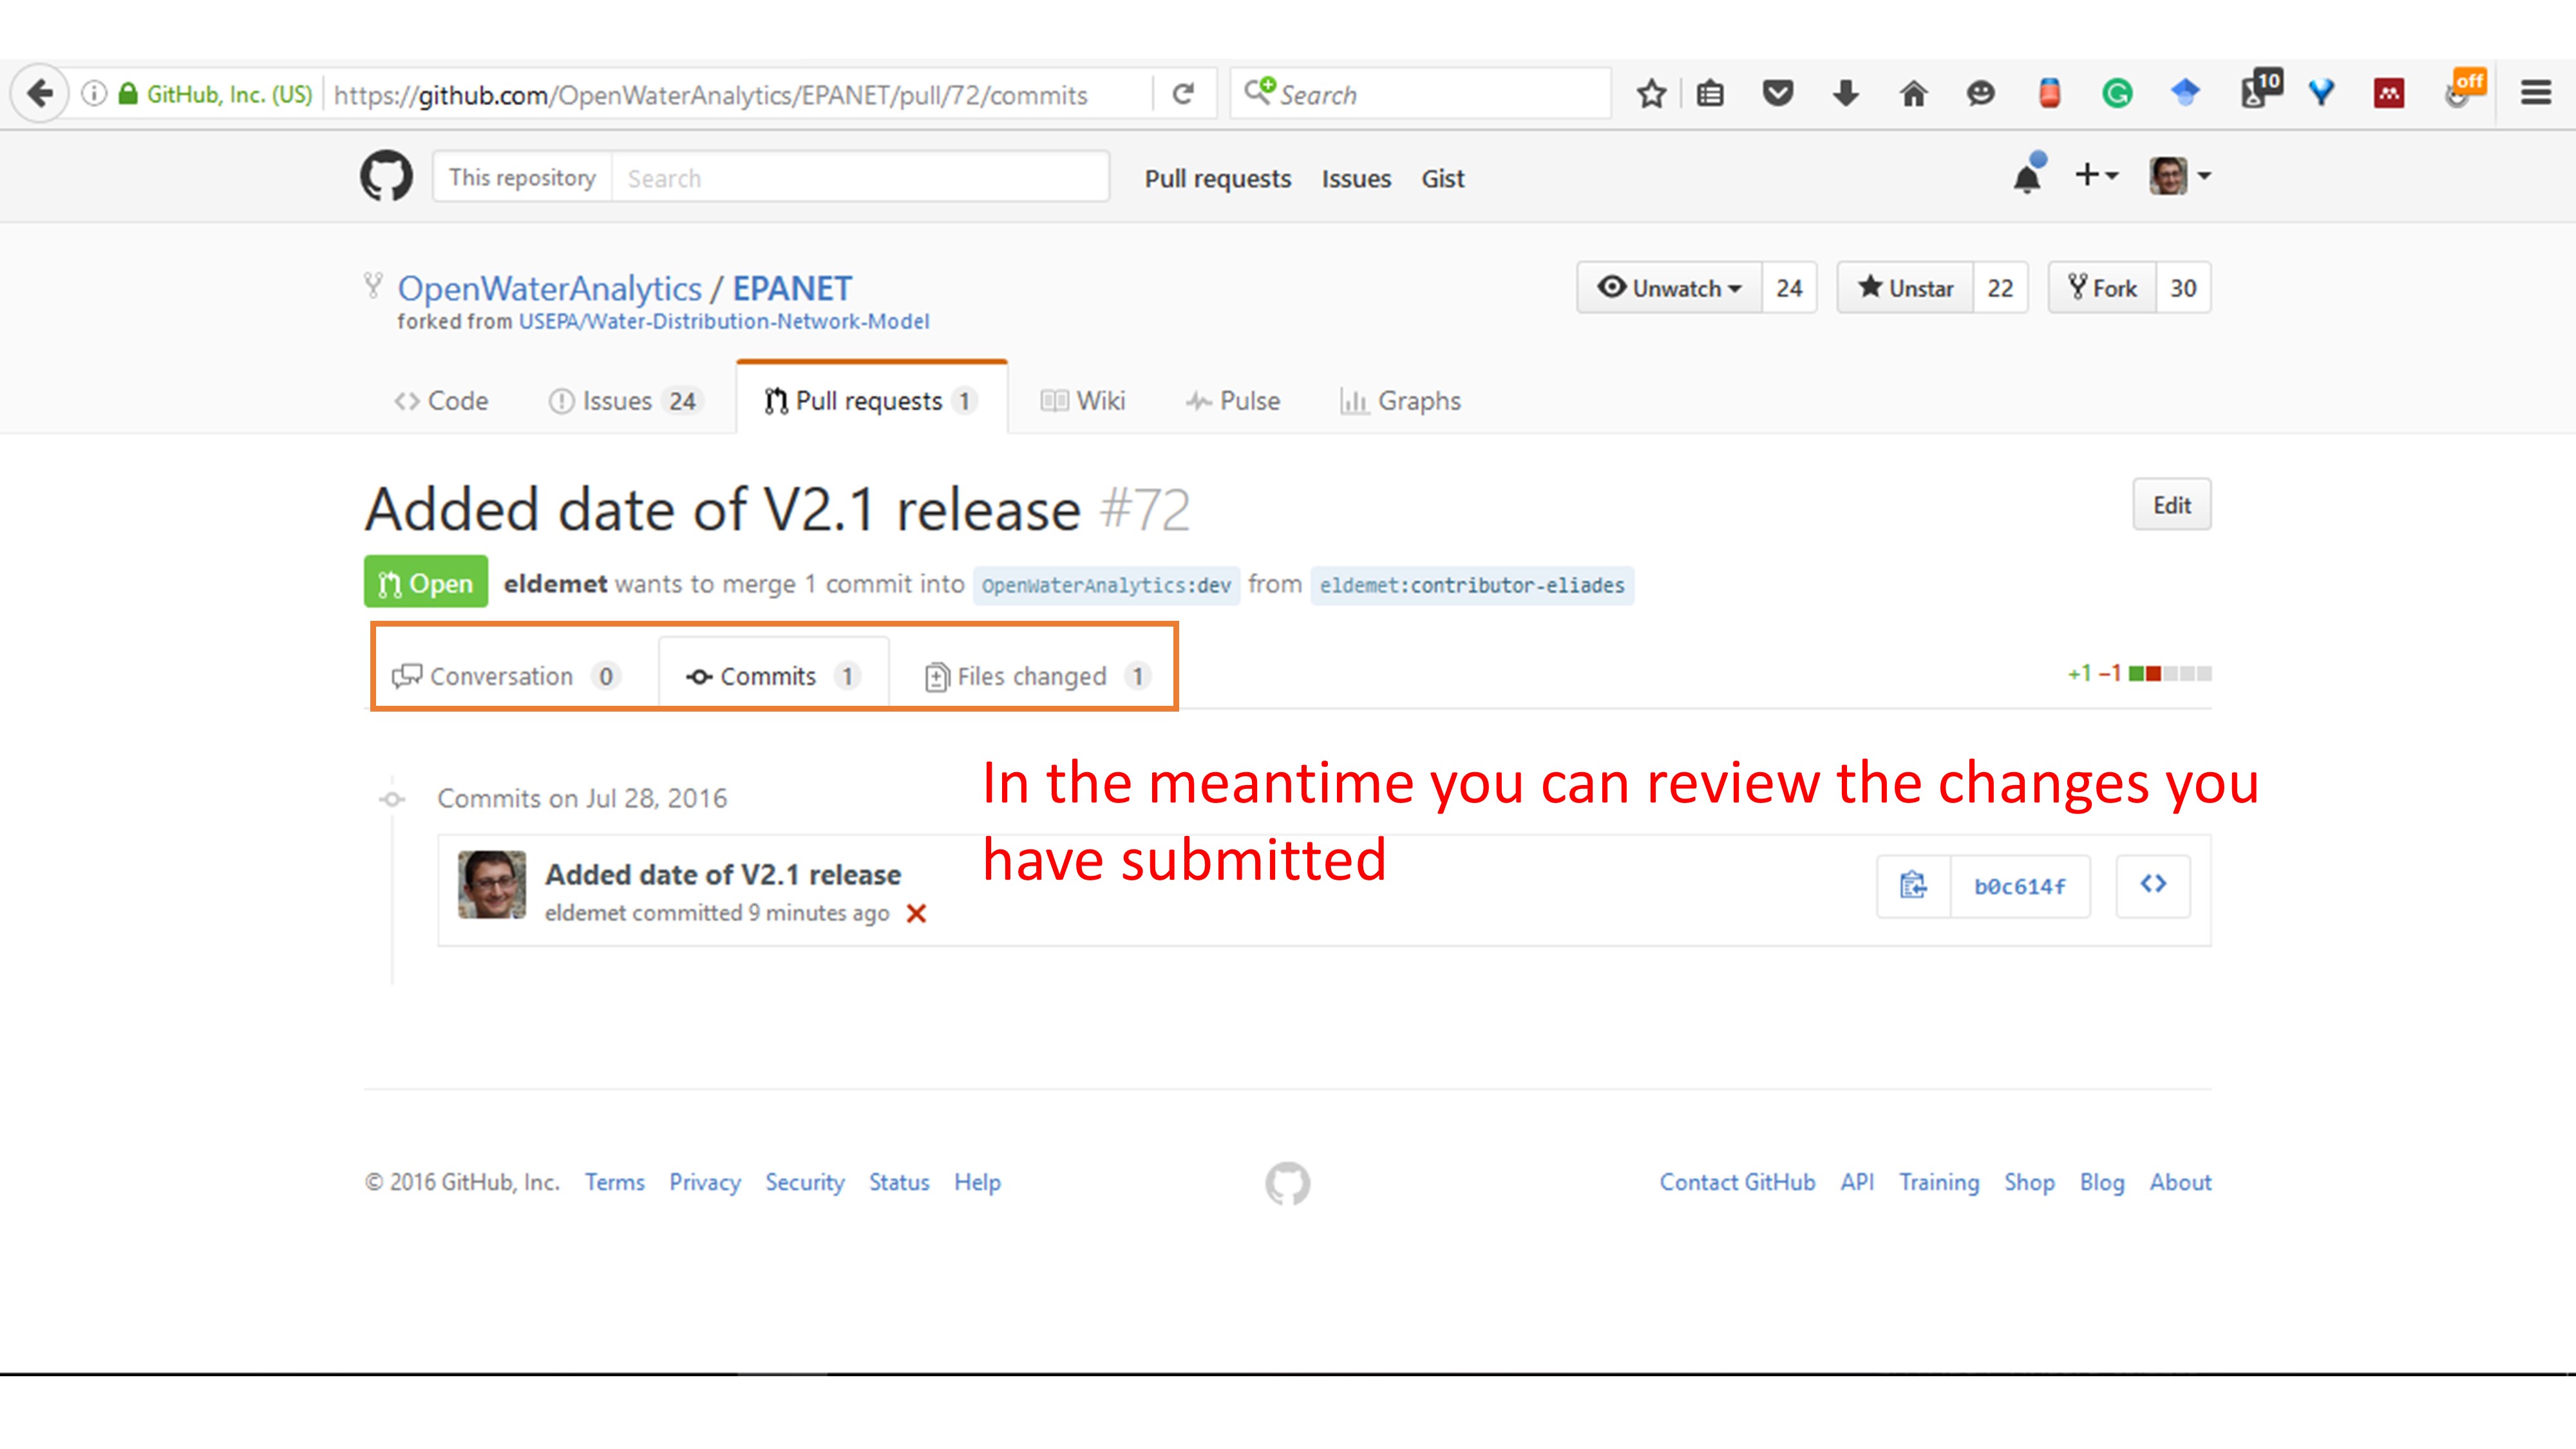 GitHub, Inc. (US) https://github.com/OpenWaterAnalytics/EPANET/pull/72/commits Search 10 off
This repository Search Pull requests Issues Gist
OpenWaterAnalytics / EPANET Unwatch 24 Unstar 22 Fork 30
forked from USEPA/Water-Distribution-Network-Model
Code Issues 24 Pull requests 1 Wiki Pulse Graphs
Added date of V2.1 release #72 Edit
Open eldemet wants to merge 1 commit into OpenWaterAnalytics:dev from eldemet:contributor-eliades
Conversation 0 Commits 1 Files changed 1 +1 −1
In the meantime you can review the changes you
have submitted
Commits on Jul 28, 2016
Added date of V2.1 release b0c614f
eldemet committed 9 minutes ago
© 2016 GitHub, Inc. Terms Privacy Security Status Help Contact GitHub API Training Shop Blog About